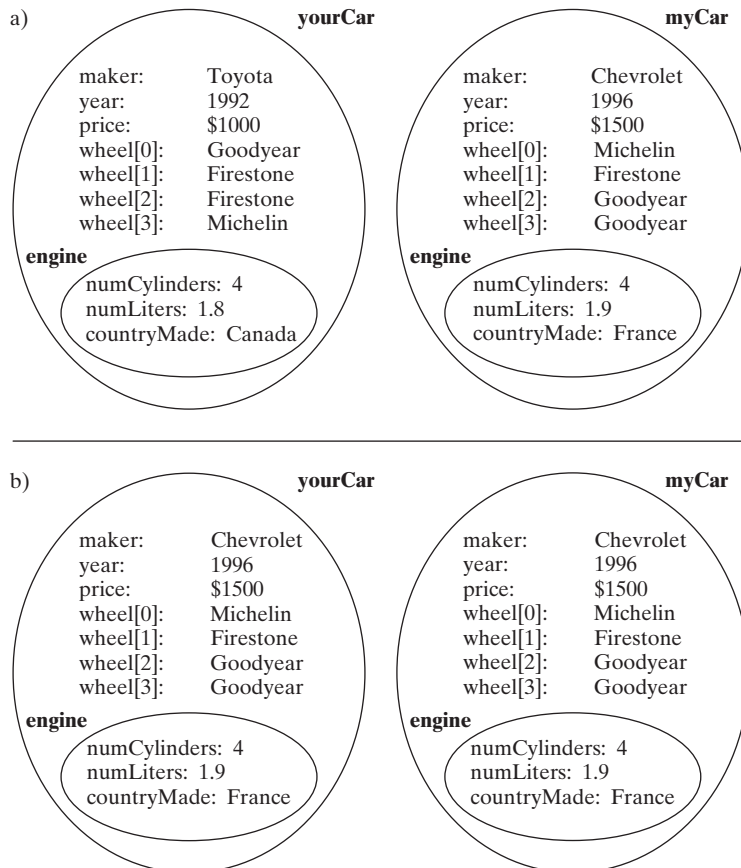 a)
yourCar
maker: Toyota
year: 1992
price: $1000
wheel[0]: Goodyear
wheel[1]: Firestone
wheel[2]: Firestone
wheel[3]: Michelin
engine
numCylinders: 4
numLiters: 1.8
countryMade: Canada
myCar
maker: Chevrolet
year: 1996
price: $1500
wheel[0]: Michelin
wheel[1]: Firestone
wheel[2]: Goodyear
wheel[3]: Goodyear
engine
numCylinders: 4
numLiters: 1.9
countryMade: France
b)
yourCar
maker: Chevrolet
year: 1996
price: $1500
wheel[0]: Michelin
wheel[1]: Firestone
wheel[2]: Goodyear
wheel[3]: Goodyear
engine
numCylinders: 4
numLiters: 1.9
countryMade: France
myCar
maker: Chevrolet
year: 1996
price: $1500
wheel[0]: Michelin
wheel[1]: Firestone
wheel[2]: Goodyear
wheel[3]: Goodyear
engine
numCylinders: 4
numLiters: 1.9
countryMade: France